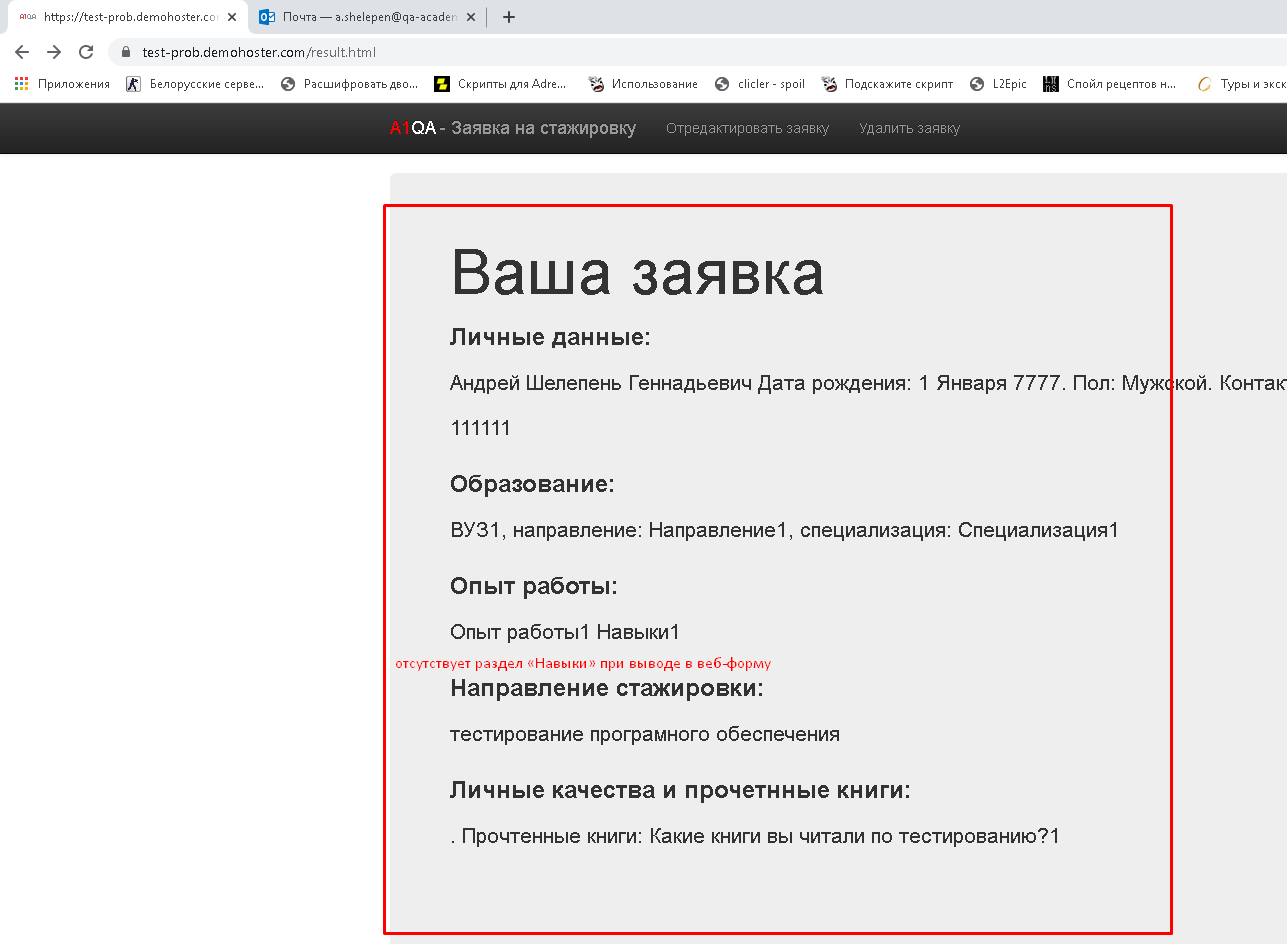 A1QA https://test-prob.demohoster.co
Почта — a.shelepen@qa-academ
test-prob.demohoster.com/result.html
Приложения Белорусские серве... Расшифровать дво... Скрипты для Adre... Использование clicler - spoil Подскажите скрипт L2Epic Спойл рецептов н... Туры и экск
A1QA - Заявка на стажировку Отредактировать заявку Удалить заявку
Ваша заявка
Личные данные:
Андрей Шелепень Геннадьевич Дата рождения: 1 Января 7777. Пол: Мужской. Контак
111111
Образование:
ВУЗ1, направление: Направление1, специализация: Специализация1
Опыт работы:
Опыт работы1 Навыки1
отсутствует раздел «Навыки» при выводе в веб-форму
Направление стажировки:
тестирование програмного обеспечения
Личные качества и прочетнные книги:
. Прочтенные книги: Какие книги вы читали по тестированию?1